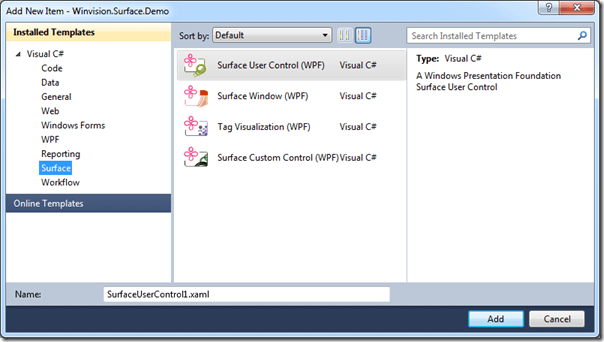 Add New Item - Winvision.Surface.Demo
Installed Templates
Visual C#
Code
Data
General
Web
Windows Forms
WPF
Reporting
Surface
Workflow
Online Templates
Sort by: Default
Surface User Control (WPF) Visual C#
Surface Window (WPF) Visual C#
Tag Visualization (WPF) Visual C#
Surface Custom Control (WPF) Visual C#
Search Installed Templates
Type: Visual C#
A Windows Presentation Foundation
Surface User Control
Name: SurfaceUserControl1.xaml
Add Cancel